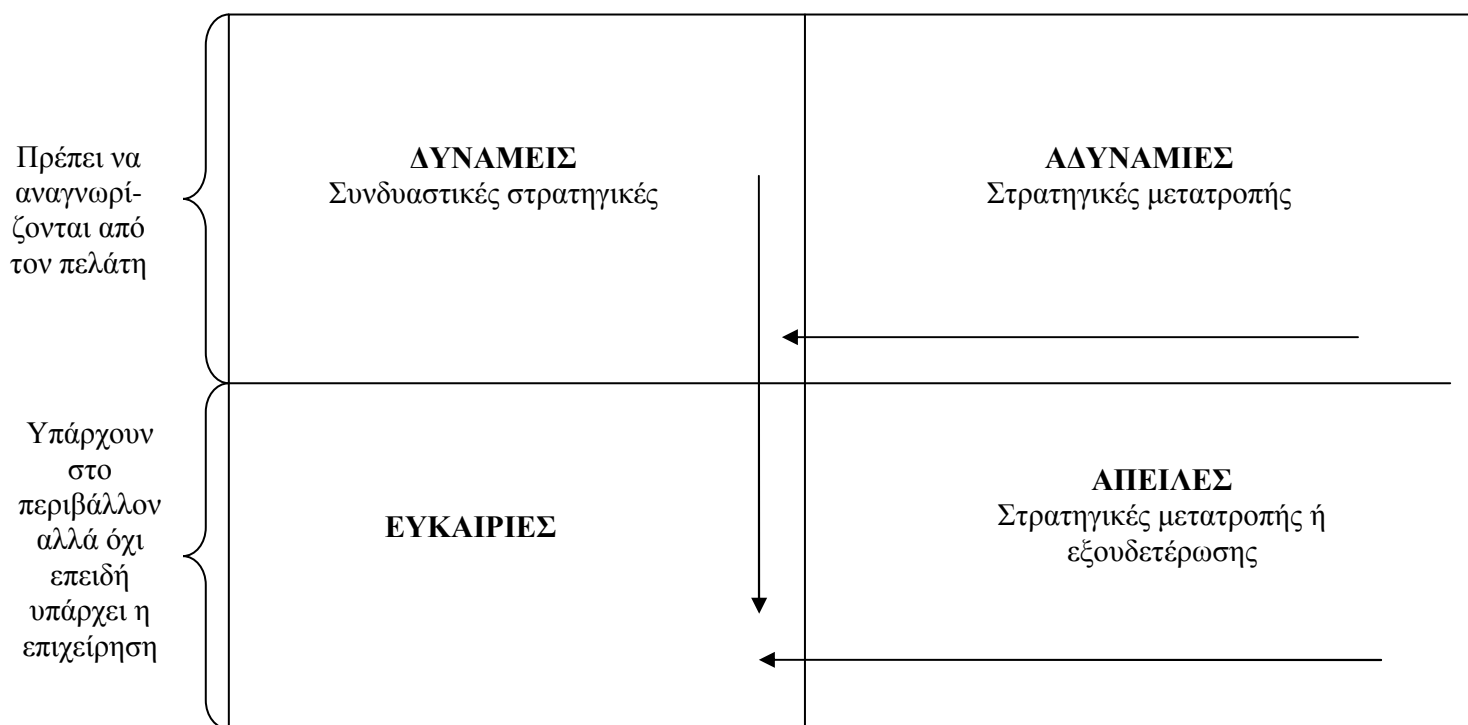 Πρέπει να
αναγνωρί-
ζονται από
τον πελάτη
ΔΥΝΑΜΕΙΣ
Συνδυαστικές στρατηγικές
ΑΔΥΝΑΜΙΕΣ
Στρατηγικές μετατροπής
Υπάρχουν
στο
περιβάλλον
αλλά όχι
επειδή
υπάρχει η
επιχείρηση
ΕΥΚΑΙΡΙΕΣ
ΑΠΕΙΛΕΣ
Στρατηγικές μετατροπής ή
εξουδετέρωσης